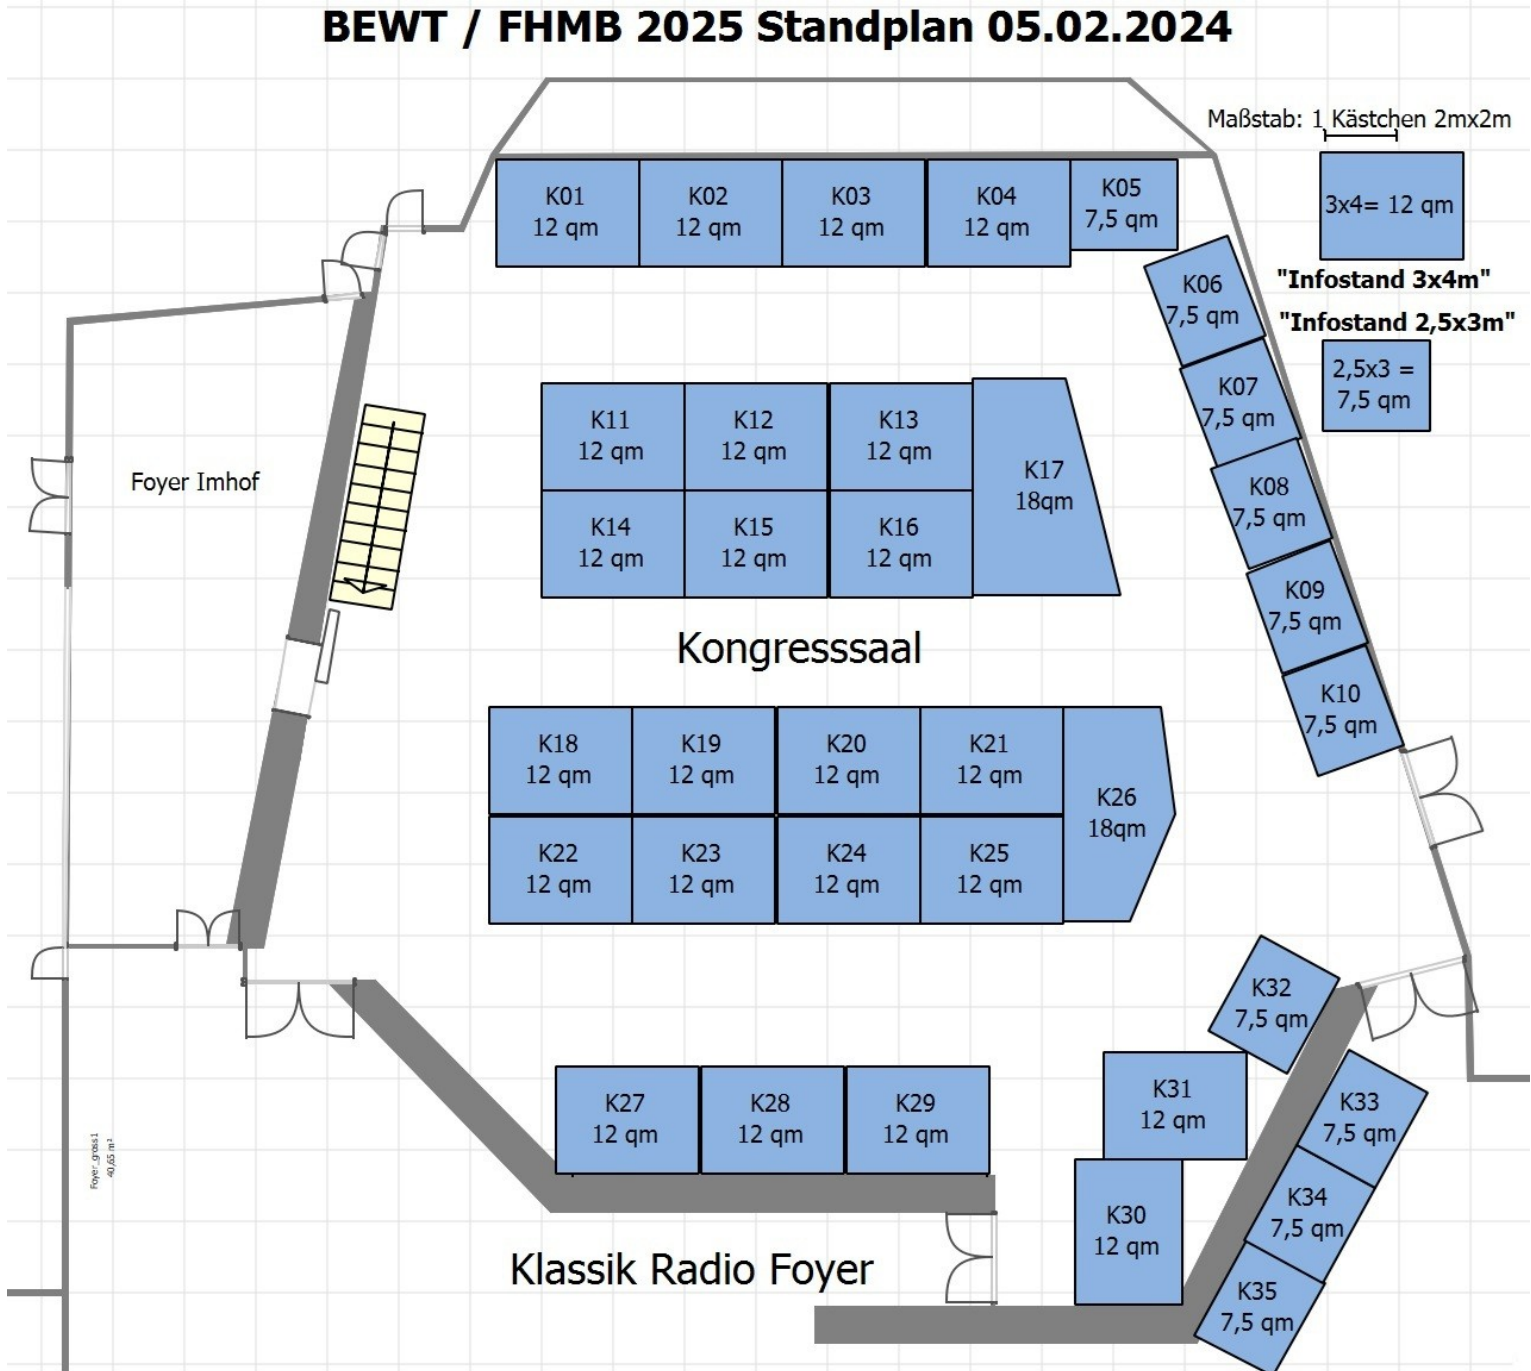 BEWT / FHMB 2025 Standplan 05.02.2024
Maßstab: 1 Kästchen 2mx2m
3x4= 12 qm
"Infostand 3x4m"
"Infostand 2,5x3m"
2,5x3 =
7,5 qm
K01
12 qm
K02
12 qm
K03
12 qm
K04
12 qm
K05
7,5 qm
K06
7,5 qm
K07
7,5 qm
K08
7,5 qm
K09
7,5 qm
K10
7,5 qm
K11
12 qm
K12
12 qm
K13
12 qm
K14
12 qm
K15
12 qm
K16
12 qm
K17
18qm
Foyer Imhof
Kongresssaal
K18
12 qm
K19
12 qm
K20
12 qm
K21
12 qm
K22
12 qm
K23
12 qm
K24
12 qm
K25
12 qm
K26
18qm
K27
12 qm
K28
12 qm
K29
12 qm
K30
12 qm
K31
12 qm
K32
7,5 qm
K33
7,5 qm
K34
7,5 qm
K35
7,5 qm
Foyer_gross1
40,65 m²
Klassik Radio Foyer